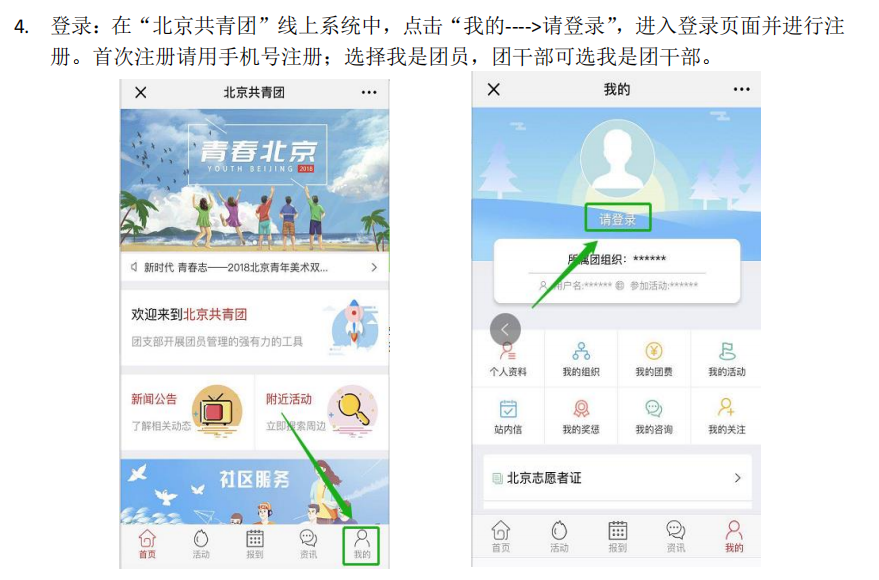 4. 登录：在“北京共青团”线上系统中，点击“我的---->请登录”，进入登录页面并进行注
册。首次注册请用手机号注册；选择我是团员，团干部可选我是团干部。
北京共青团
青春北京
YOUTH BEIJING 2018
新时代 青春志——2018北京青年美术双...
欢迎来到北京共青团
团支部开展团员管理的强有力的工具
新闻公告
附近活动
了解相关动态
立即搜索周边
社区服务
首页
活动
报到
资讯
我的
我的
请登录
所属团组织：******
用户名:****** 参加活动:******
个人资料
我的组织
我的团费
我的活动
站内信
我的奖惩
我的咨询
我的关注
北京志愿者证
首页
活动
报到
资讯
我的